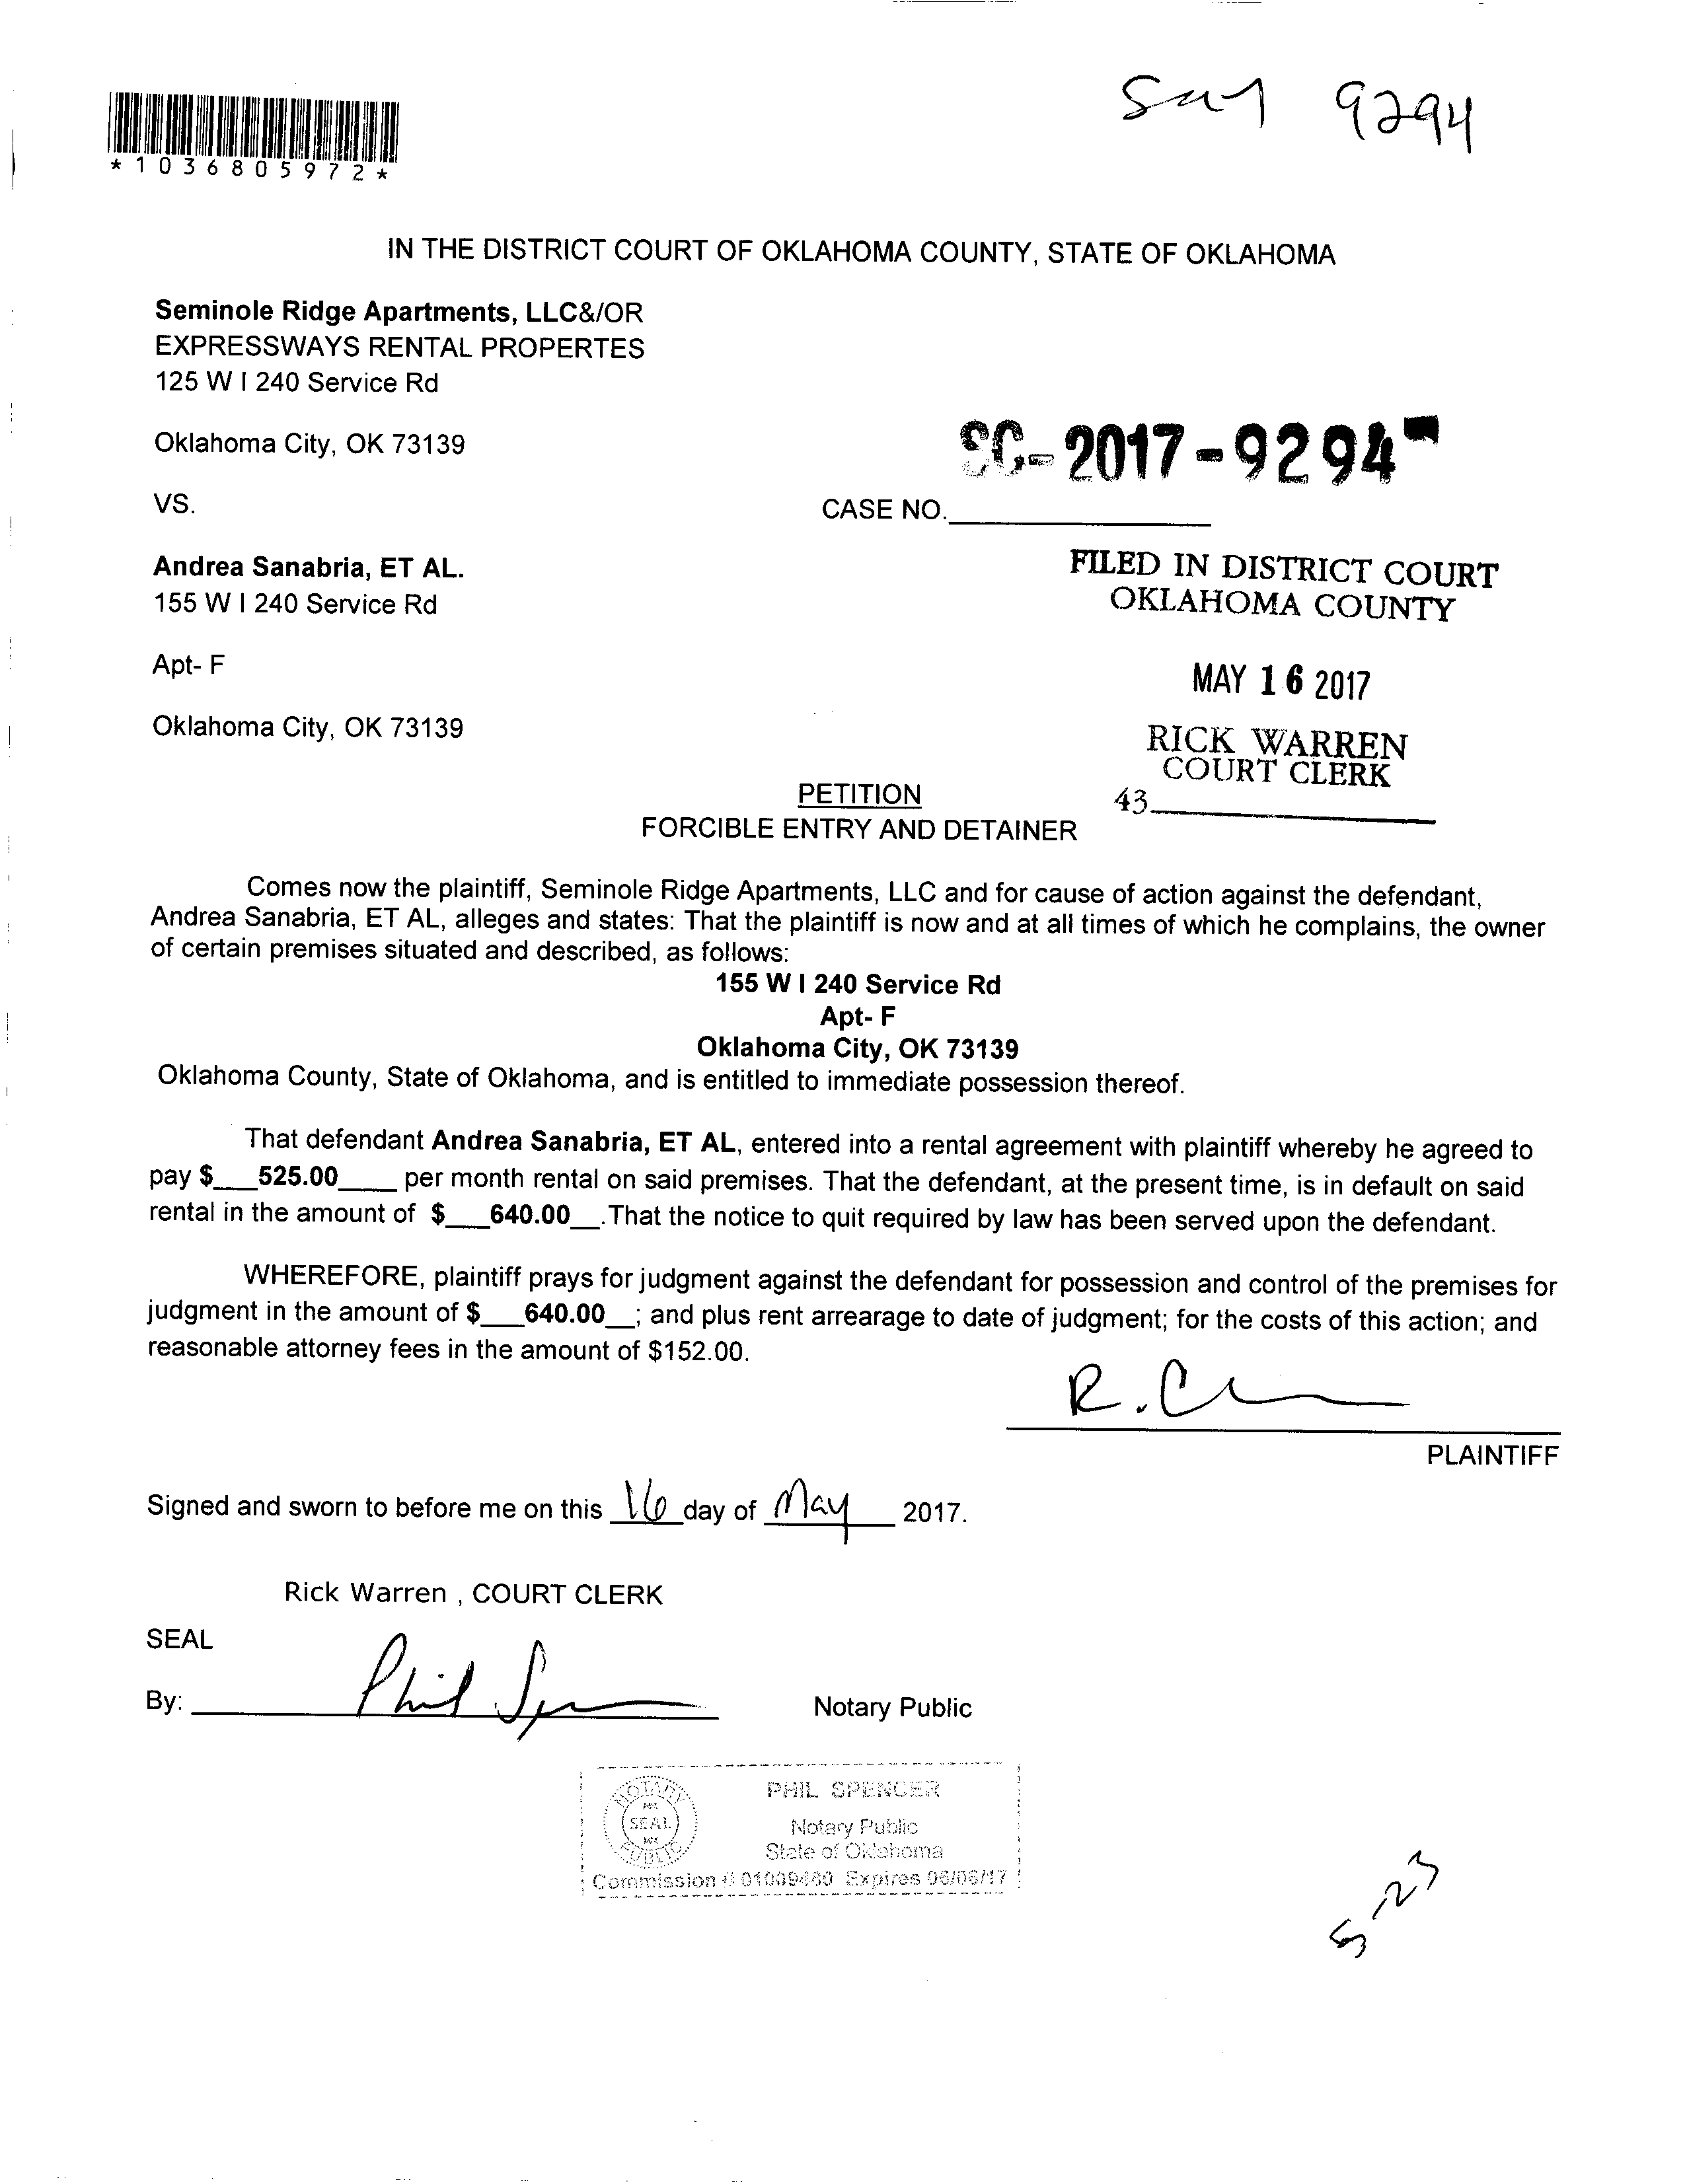 9294
*1036805972*
IN THE DISTRICT COURT OF OKLAHOMA COUNTY, STATE OF OKLAHOMA
Seminole Ridge Apartments, LLC&/OR
EXPRESSWAYS RENTAL PROPERTES
125 W I 240 Service Rd
Oklahoma City, OK 73139
SC-2017-9294
VS.
CASE NO.
Andrea Sanabria, ET AL.
155 W I 240 Service Rd
Apt- F
Oklahoma City, OK 73139
FILED IN DISTRICT COURT
OKLAHOMA COUNTY
MAY 16 2017
RICK WARREN
COURT CLERK
43
PETITION
FORCIBLE ENTRY AND DETAINER
Comes now the plaintiff, Seminole Ridge Apartments, LLC and for cause of action against the defendant,
Andrea Sanabria, ET AL, alleges and states: That the plaintiff is now and at all times of which he complains, the owner
of certain premises situated and described, as follows:
155 W I 240 Service Rd
Apt- F
Oklahoma City, OK 73139
Oklahoma County, State of Oklahoma, and is entitled to immediate possession thereof.
That defendant Andrea Sanabria, ET AL, entered into a rental agreement with plaintiff whereby he agreed to
pay $___525.00____ per month rental on said premises. That the defendant, at the present time, is in default on said
rental in the amount of $___640.00__.That the notice to quit required by law has been served upon the defendant.
WHEREFORE, plaintiff prays for judgment against the defendant for possession and control of the premises for
judgment in the amount of $___640.00__; and plus rent arrearage to date of judgment; for the costs of this action; and
reasonable attorney fees in the amount of $152.00.
PLAINTIFF
Signed and sworn to before me on this 16 day of May 2017.
Rick Warren , COURT CLERK
SEAL
By: Phil Notary Public
NOTARY
SEAL
PUBLIC
PHIL SPENCER
Notary Public
State of Oklahoma
Commission # 01009480 Expires 06/06/17
5 23